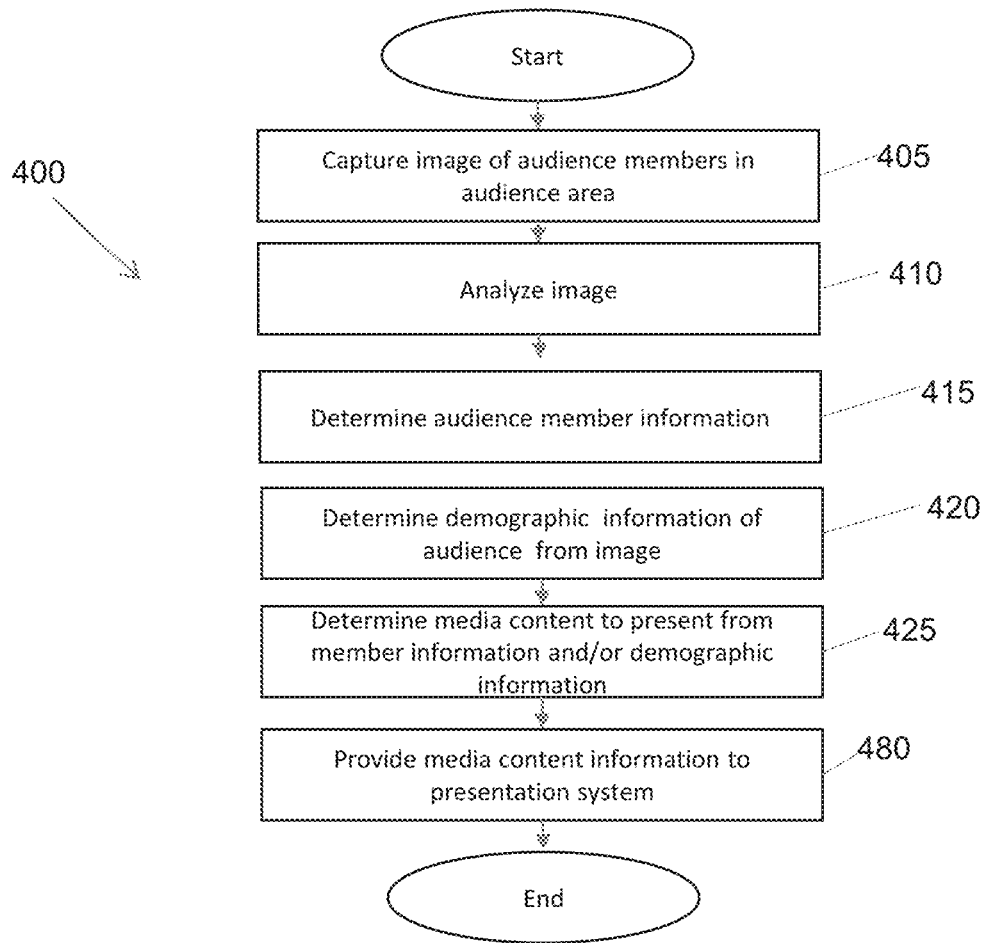 Start
400
Capture image of audience members in
audience area
405
Analyze image
410
Determine audience member information
415
Determine demographic information of
audience from image
420
Determine media content to present from
member information and/or demographic
information
425
Provide media content information to
presentation system
480
End